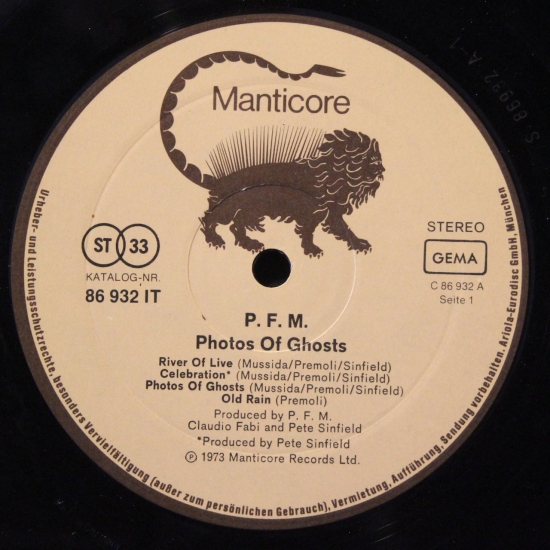 Manticore
ST 33
KATALOG-NR.
86 932 IT
STEREO
GEMA
C 86 932 A
Seite 1
P. F. M.
Photos Of Ghosts
River Of Live (Mussida/Premoli/Sinfield)
Celebration* (Mussida/Premoli/Sinfield)
Photos Of Ghosts (Mussida/Premoli/Sinfield)
Old Rain (Premoli)
Produced by P. F. M.
Claudio Fabi and Pete Sinfield
*Produced by Pete Sinfield
Ⓟ 1973 Manticore Records Ltd.
Urheber- und Leistungsschutzrechte, besonders Vervielfältigung (außer zum persönlichen Gebrauch), Vermietung, Aufführung, Sendung vorbehalten. Ariola-Eurodisc GmbH, München
S 86932 A-1